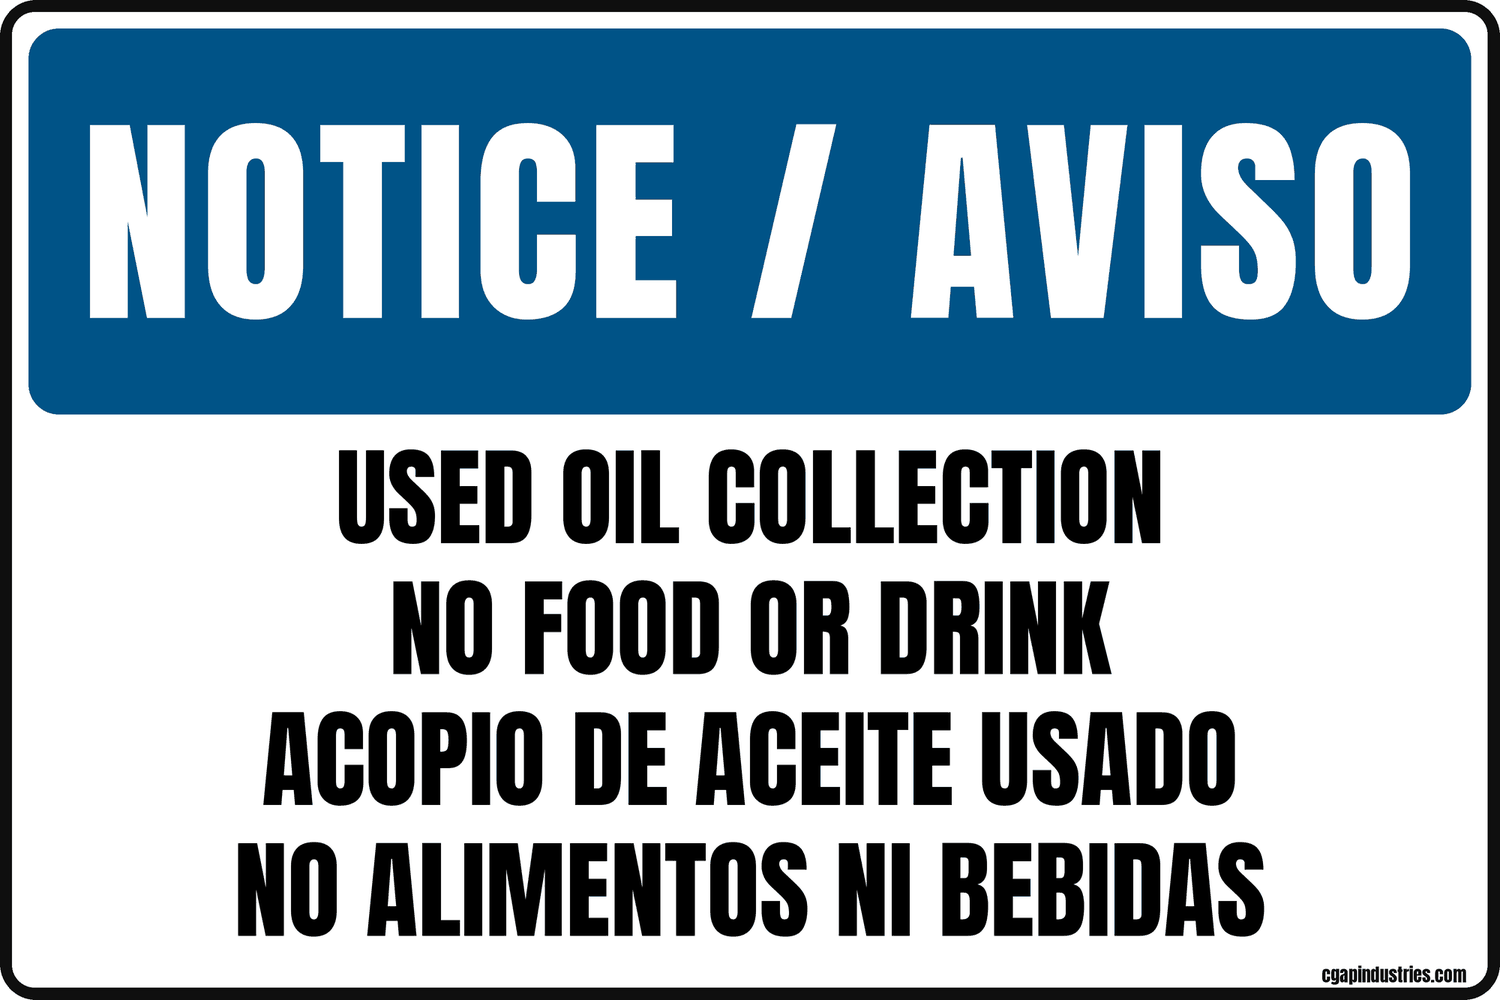 NOTICE / AVISO
USED OIL COLLECTION
NO FOOD OR DRINK
ACOPIO DE ACEITE USADO
NO ALIMENTOS NI BEBIDAS
cgapindustries.com